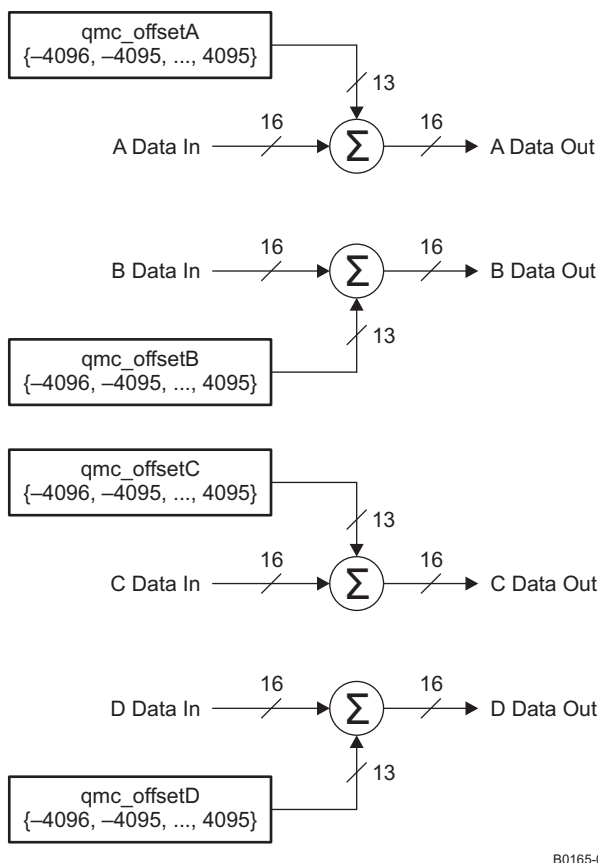 qmc_offsetA
{–4096, –4095, ..., 4095}
13
16
16
A Data In
Σ
A Data Out
16
16
B Data In
Σ
B Data Out
13
qmc_offsetB
{–4096, –4095, ..., 4095}
qmc_offsetC
{–4096, –4095, ..., 4095}
13
16
16
C Data In
Σ
C Data Out
16
16
D Data In
Σ
D Data Out
13
qmc_offsetD
{–4096, –4095, ..., 4095}